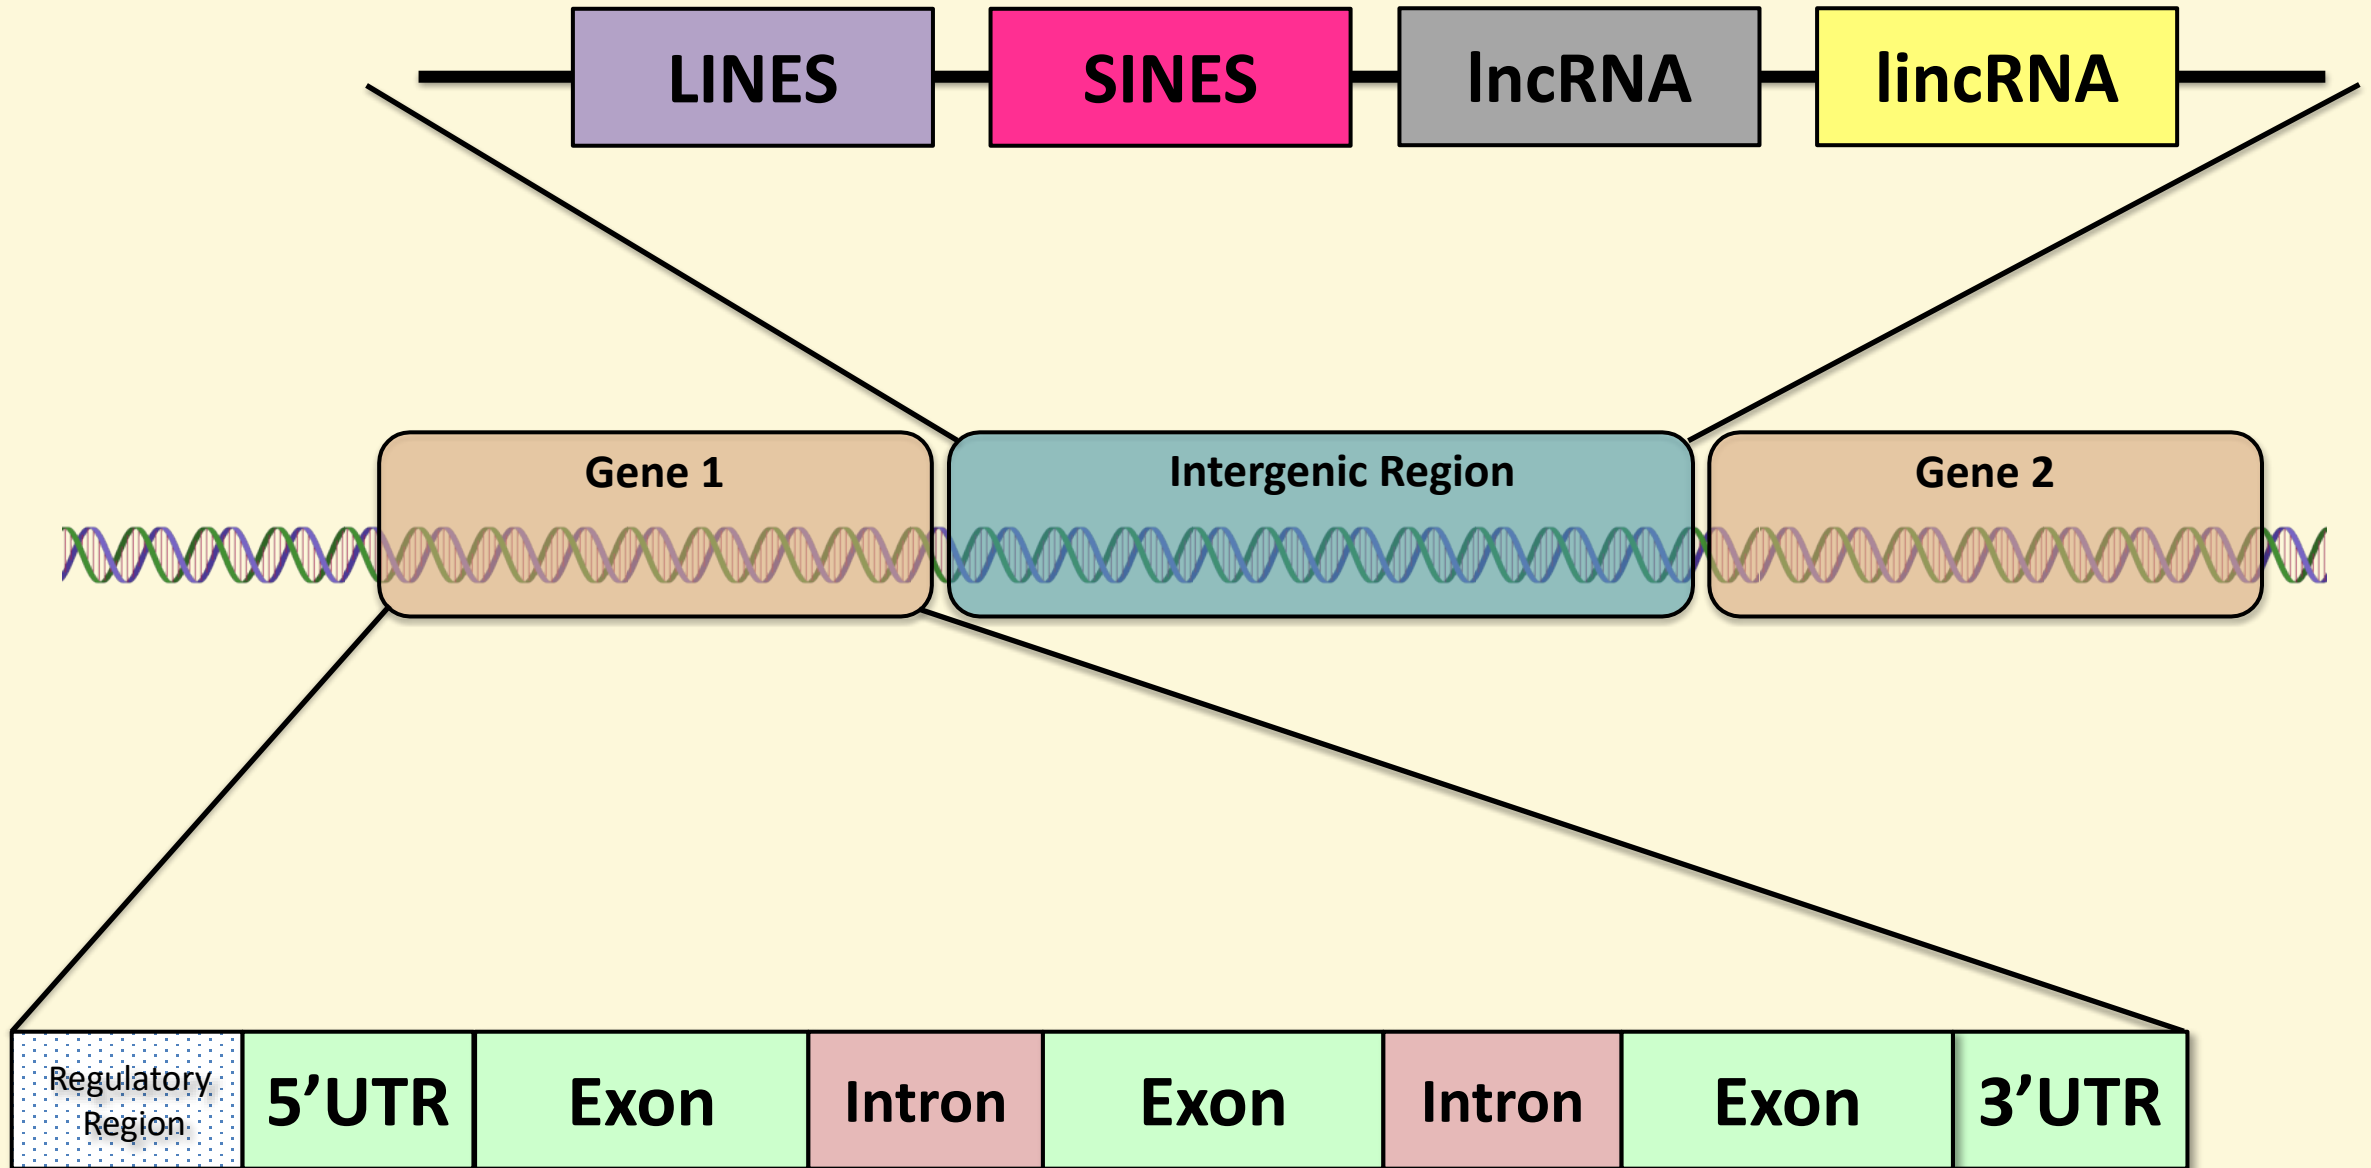 LINES SINES lncRNA lincRNA
Gene 1 Intergenic Region Gene 2
Regulatory
Region
5’UTR Exon Intron Exon Intron Exon 3’UTR